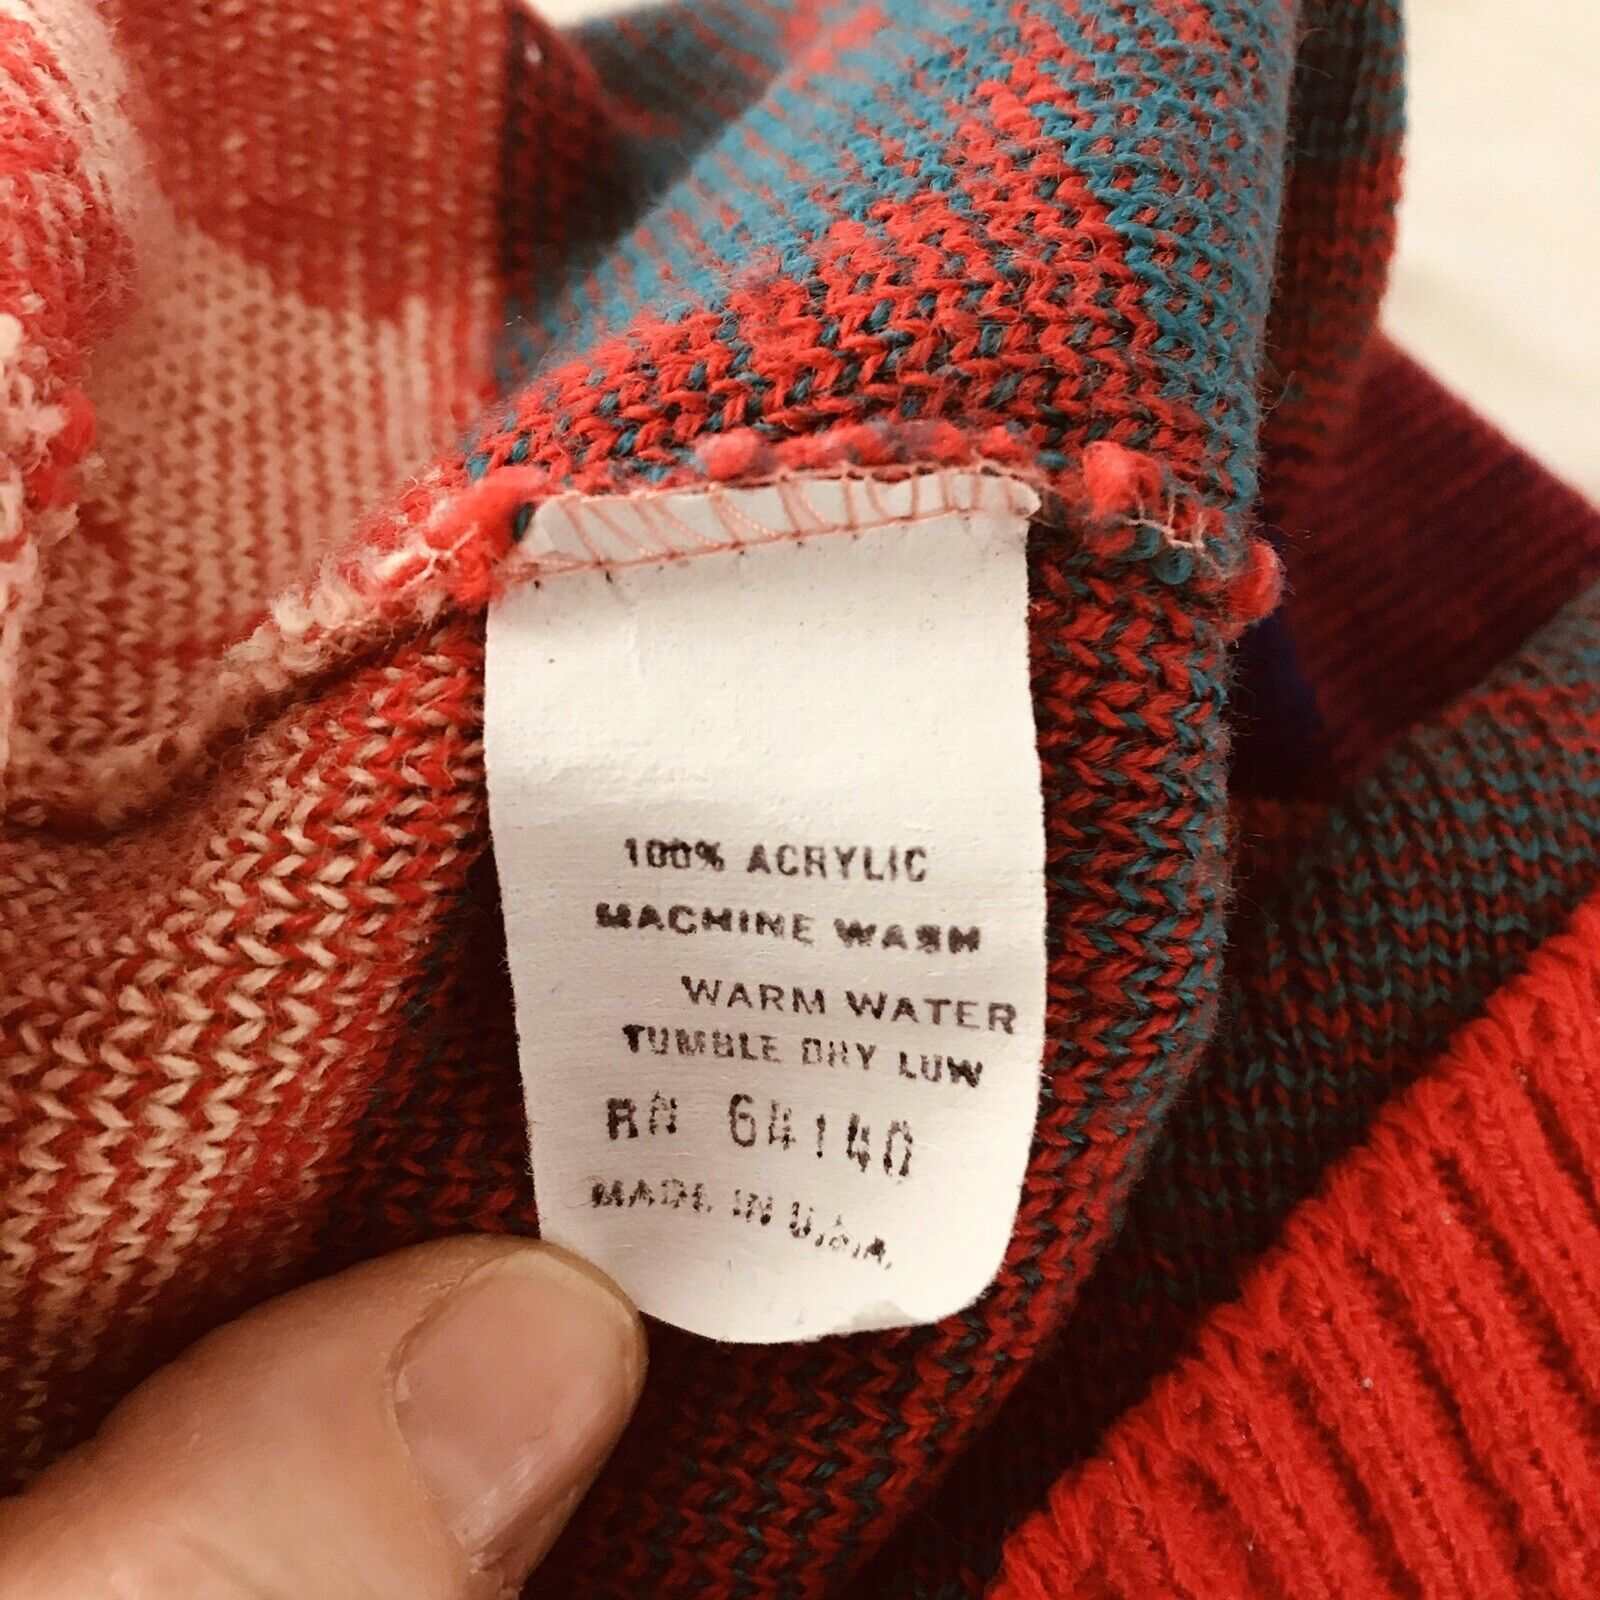 100% ACRYLIC
MACHINE WASH
WARM WATER
TUMBLE DRY LOW
RN 64140
MADE IN U.S.A.